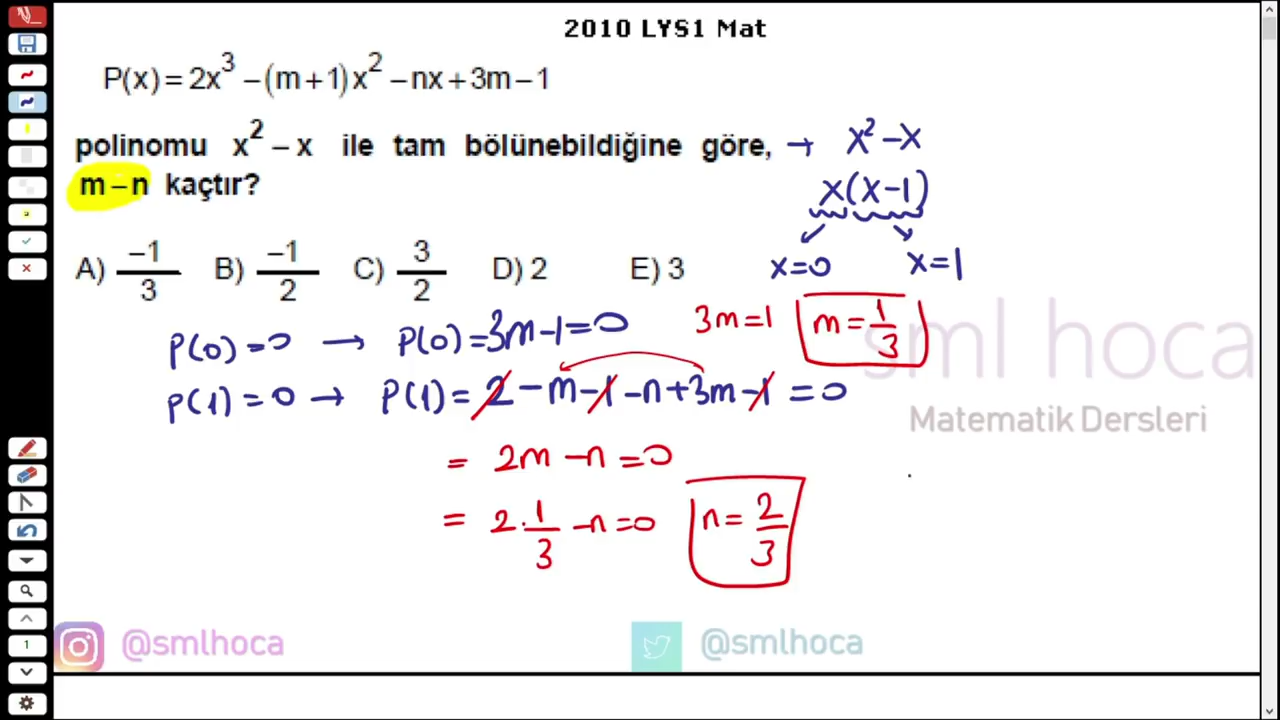 2010 LYS1 Mat
P(x) = 2x³ − (m+1)x² − nx + 3m − 1
polinomu x² − x ile tam bölünebildiğine göre, → x² − x
m − n kaçtır?
x(x−1)
x=0 x=1
A) −1/3 B) −1/2 C) 3/2 D) 2 E) 3
P(0)=0 → P(0)=3m−1=0 3m=1 m=1/3
P(1)=0 → P(1)= 2−m−1−n+3m−1 =0
= 2m−n=0
= 2·1/3 −n=0 n=2/3
sml hoca
Matematik Dersleri
@smlhoca @smlhoca
1